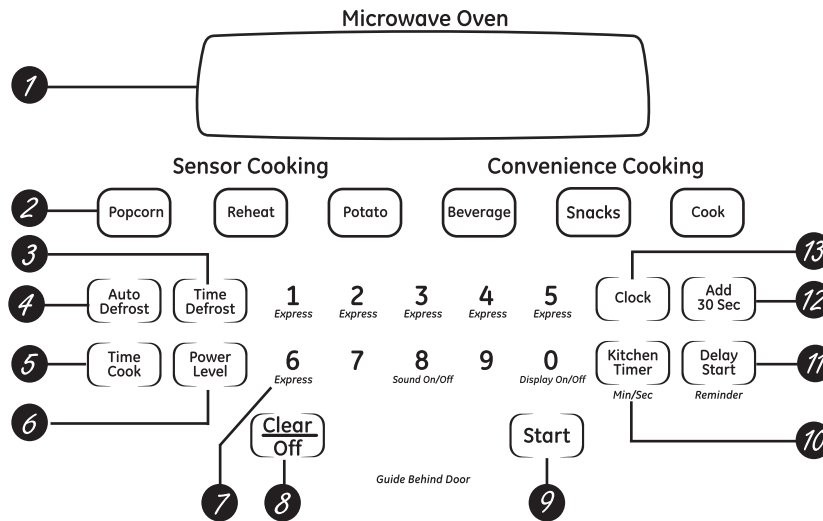 Microwave Oven
1
Sensor Cooking
Convenience Cooking
2
Popcorn
Reheat
Potato
Beverage
Snacks
Cook
3
13
4
Auto
Defrost
Time
Defrost
1
Express
2
Express
3
Express
4
Express
5
Express
Clock
Add
30 Sec
12
5
Time
Cook
Power
Level
6
Express
7
8
Sound On/Off
9
0
Display On/Off
Kitchen
Timer
Min/Sec
Delay
Start
Reminder
11
6
Clear
Off
Start
10
7
8
Guide Behind Door
9